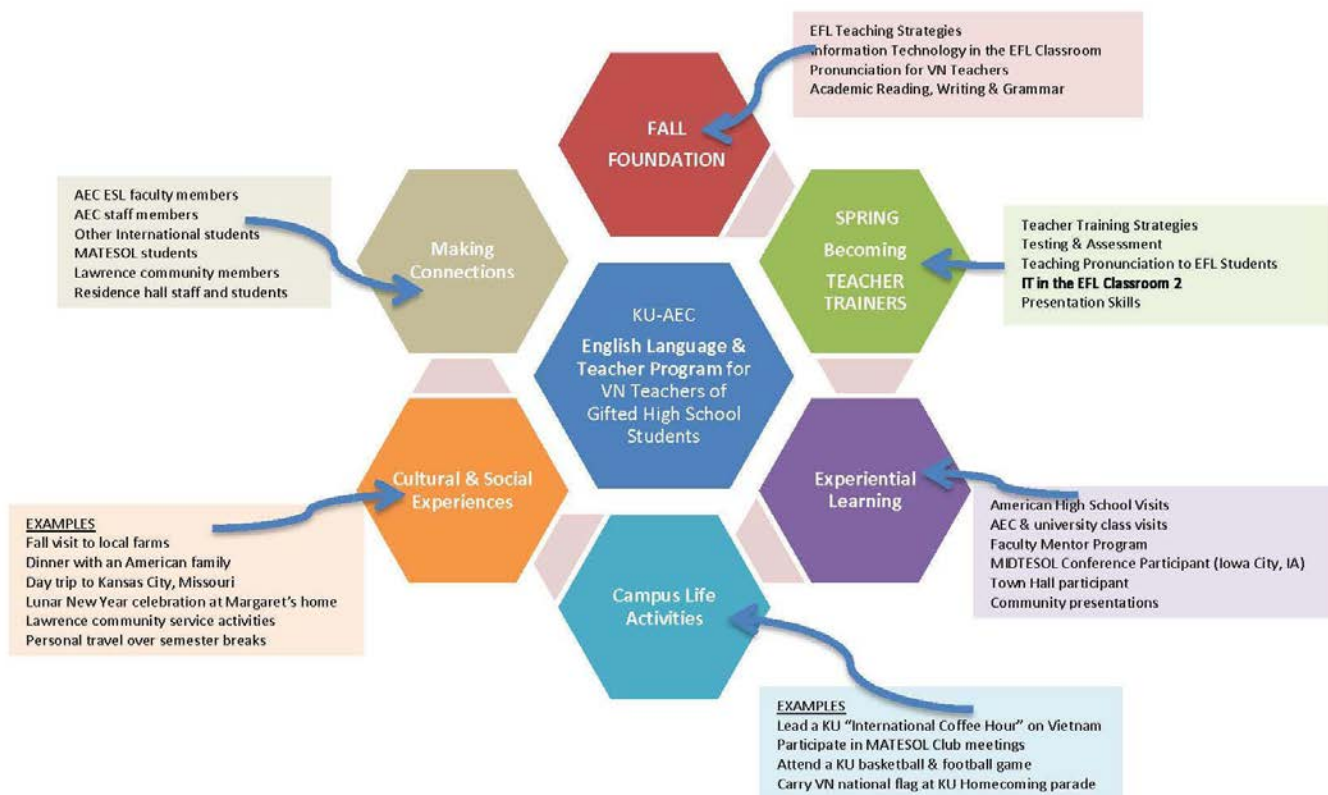 EFL Teaching Strategies
Information Technology in the EFL Classroom
Pronunciation for VN Teachers
Academic Reading, Writing & Grammar
FALL
FOUNDATION
AEC ESL faculty members
AEC staff members
Other International students
MATESOL students
Lawrence community members
Residence hall staff and students
Making
Connections
SPRING
Becoming
TEACHER
TRAINERS
Teacher Training Strategies
Testing & Assessment
Teaching Pronunciation to EFL Students
IT in the EFL Classroom 2
Presentation Skills
KU-AEC
English Language &
Teacher Program for
VN Teachers of
Gifted High School
Students
Cultural & Social
Experiences
Experiential
Learning
EXAMPLES
Fall visit to local farms
Dinner with an American family
Day trip to Kansas City, Missouri
Lunar New Year celebration at Margaret's home
Lawrence community service activities
Personal travel over semester breaks
American High School Visits
AEC & university class visits
Faculty Mentor Program
MIDTESOL Conference Participant (Iowa City, IA)
Town Hall participant
Community presentations
Campus Life
Activities
EXAMPLES
Lead a KU "International Coffee Hour" on Vietnam
Participate in MATESOL Club meetings
Attend a KU basketball & football game
Carry VN national flag at KU Homecoming parade